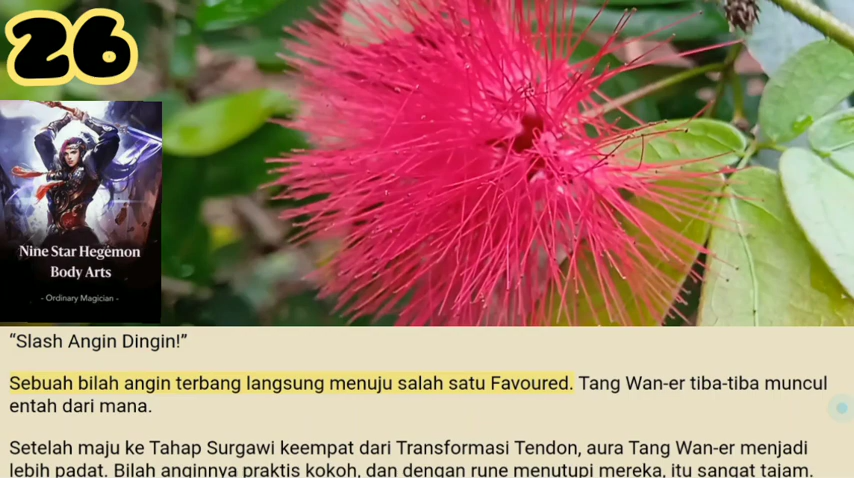 26
Nine Star Hegemon
Body Arts
- Ordinary Magician -
“Slash Angin Dingin!”
Sebuah bilah angin terbang langsung menuju salah satu Favoured. Tang Wan-er tiba-tiba muncul
entah dari mana.
Setelah maju ke Tahap Surgawi keempat dari Transformasi Tendon, aura Tang Wan-er menjadi
lebih padat. Bilah anginnya praktis kokoh, dan dengan rune menutupi mereka, itu sangat tajam.